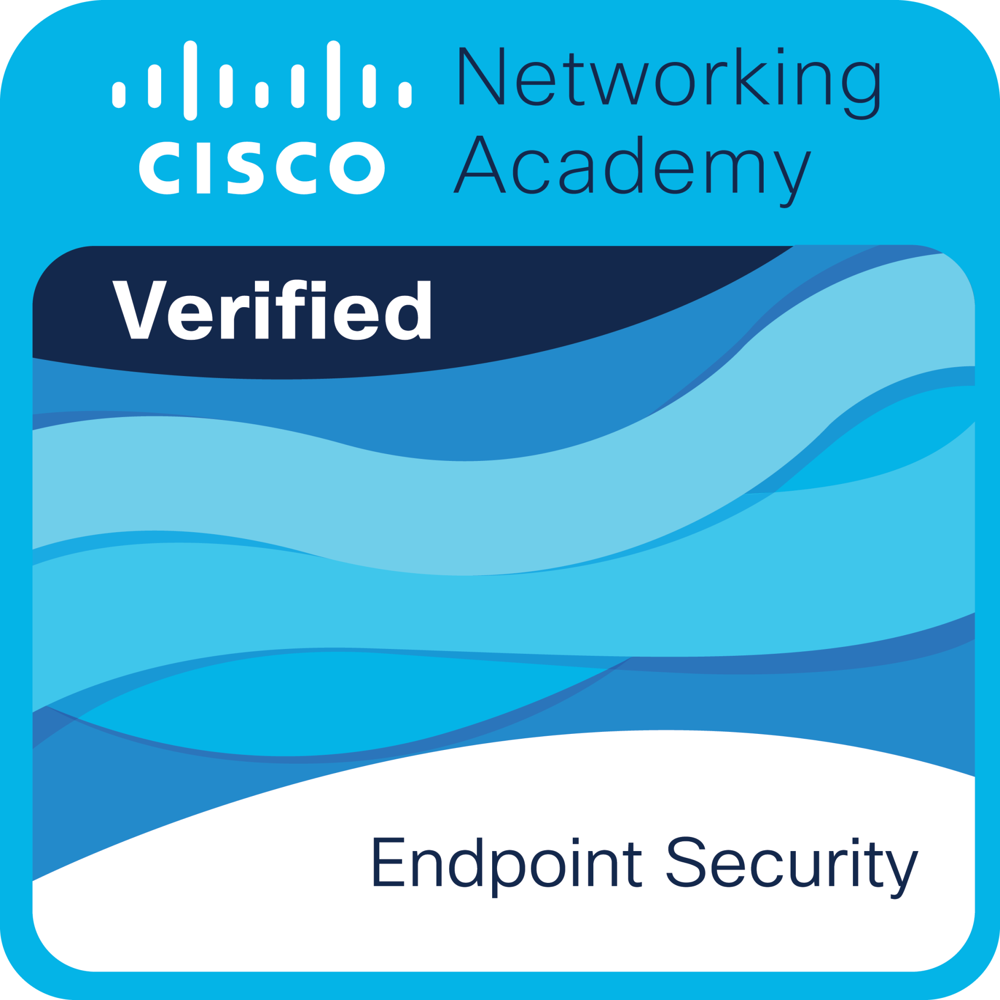 Networking
Academy
CISCO
Verified
Endpoint Security